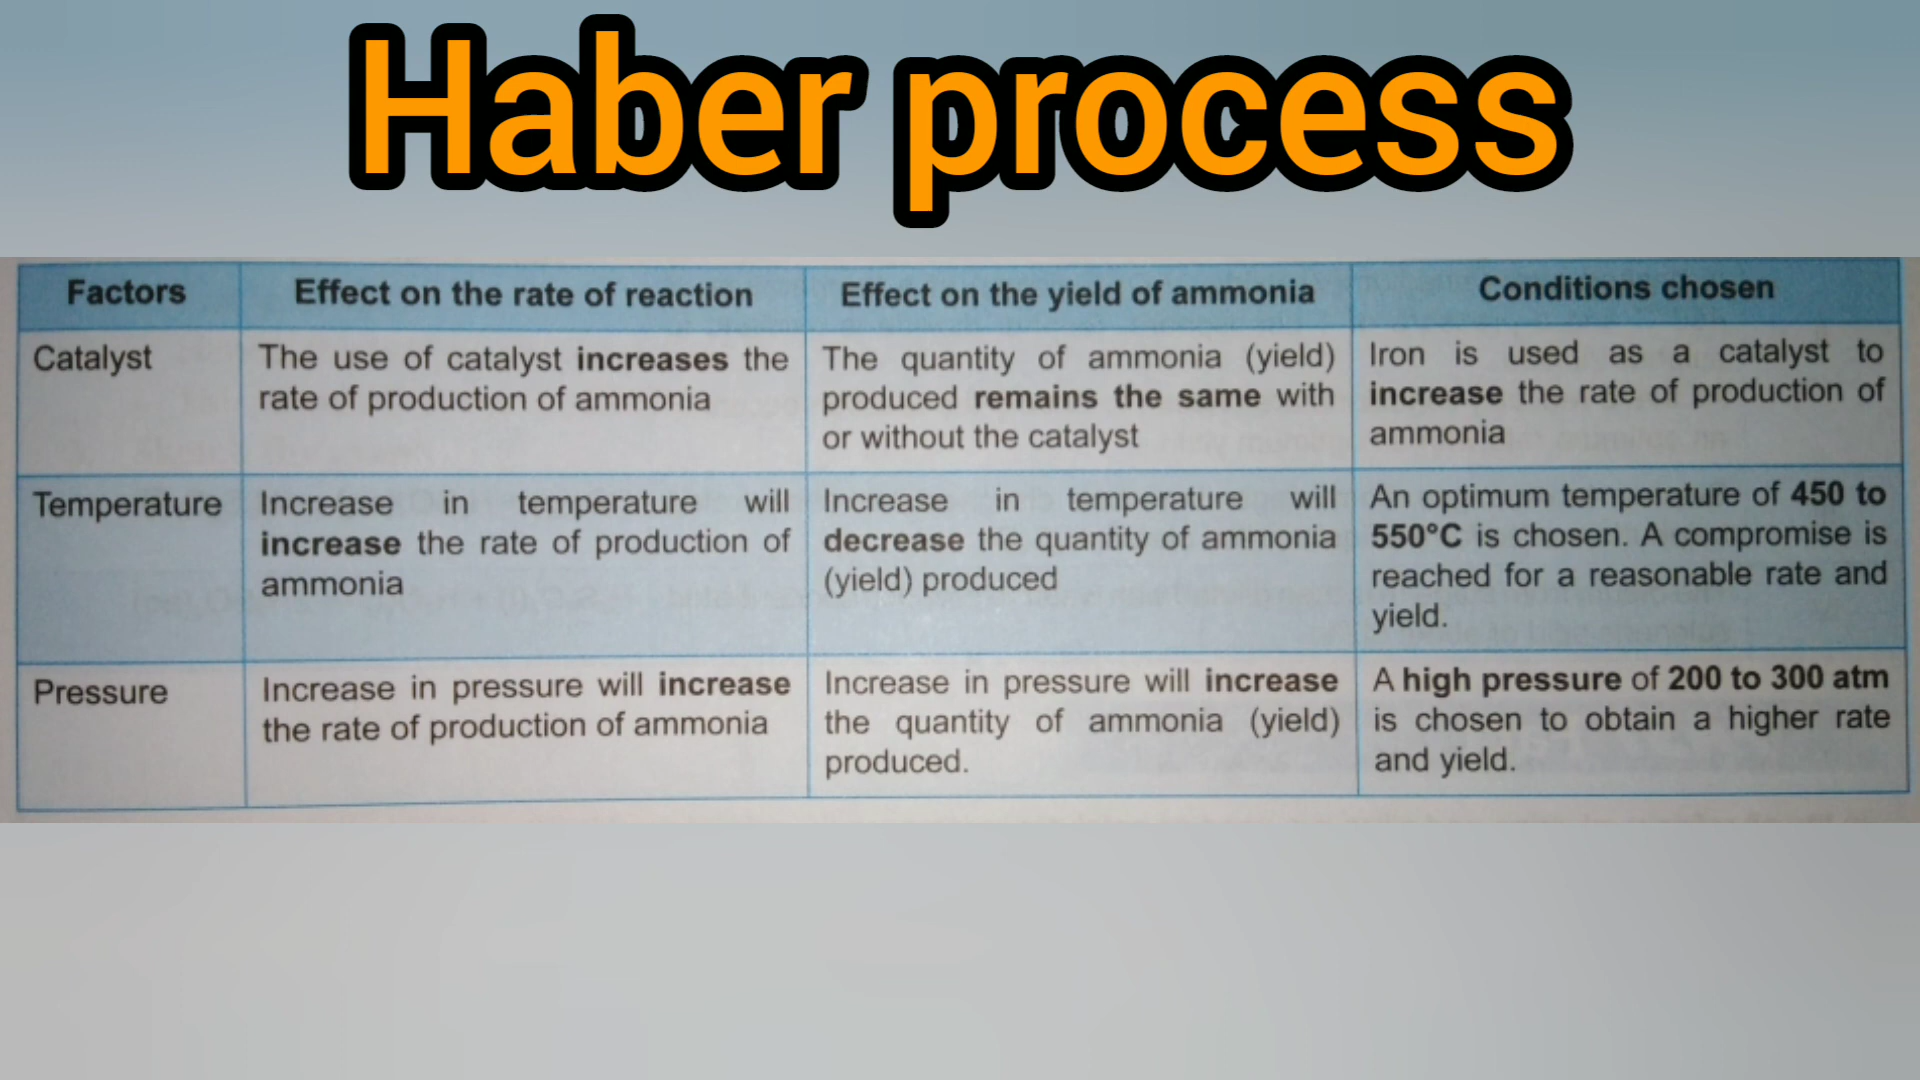 Haber process
Factors
Effect on the rate of reaction
Effect on the yield of ammonia
Conditions chosen
Catalyst
The use of catalyst increases the
rate of production of ammonia
The quantity of ammonia (yield)
produced remains the same with
or without the catalyst
Iron is used as a catalyst to
increase the rate of production of
ammonia
Temperature
Increase in temperature will
increase the rate of production of
ammonia
Increase in temperature will
decrease the quantity of ammonia
(yield) produced
An optimum temperature of 450 to
550°C is chosen. A compromise is
reached for a reasonable rate and
yield.
Pressure
Increase in pressure will increase
the rate of production of ammonia
Increase in pressure will increase
the quantity of ammonia (yield)
produced.
A high pressure of 200 to 300 atm
is chosen to obtain a higher rate
and yield.